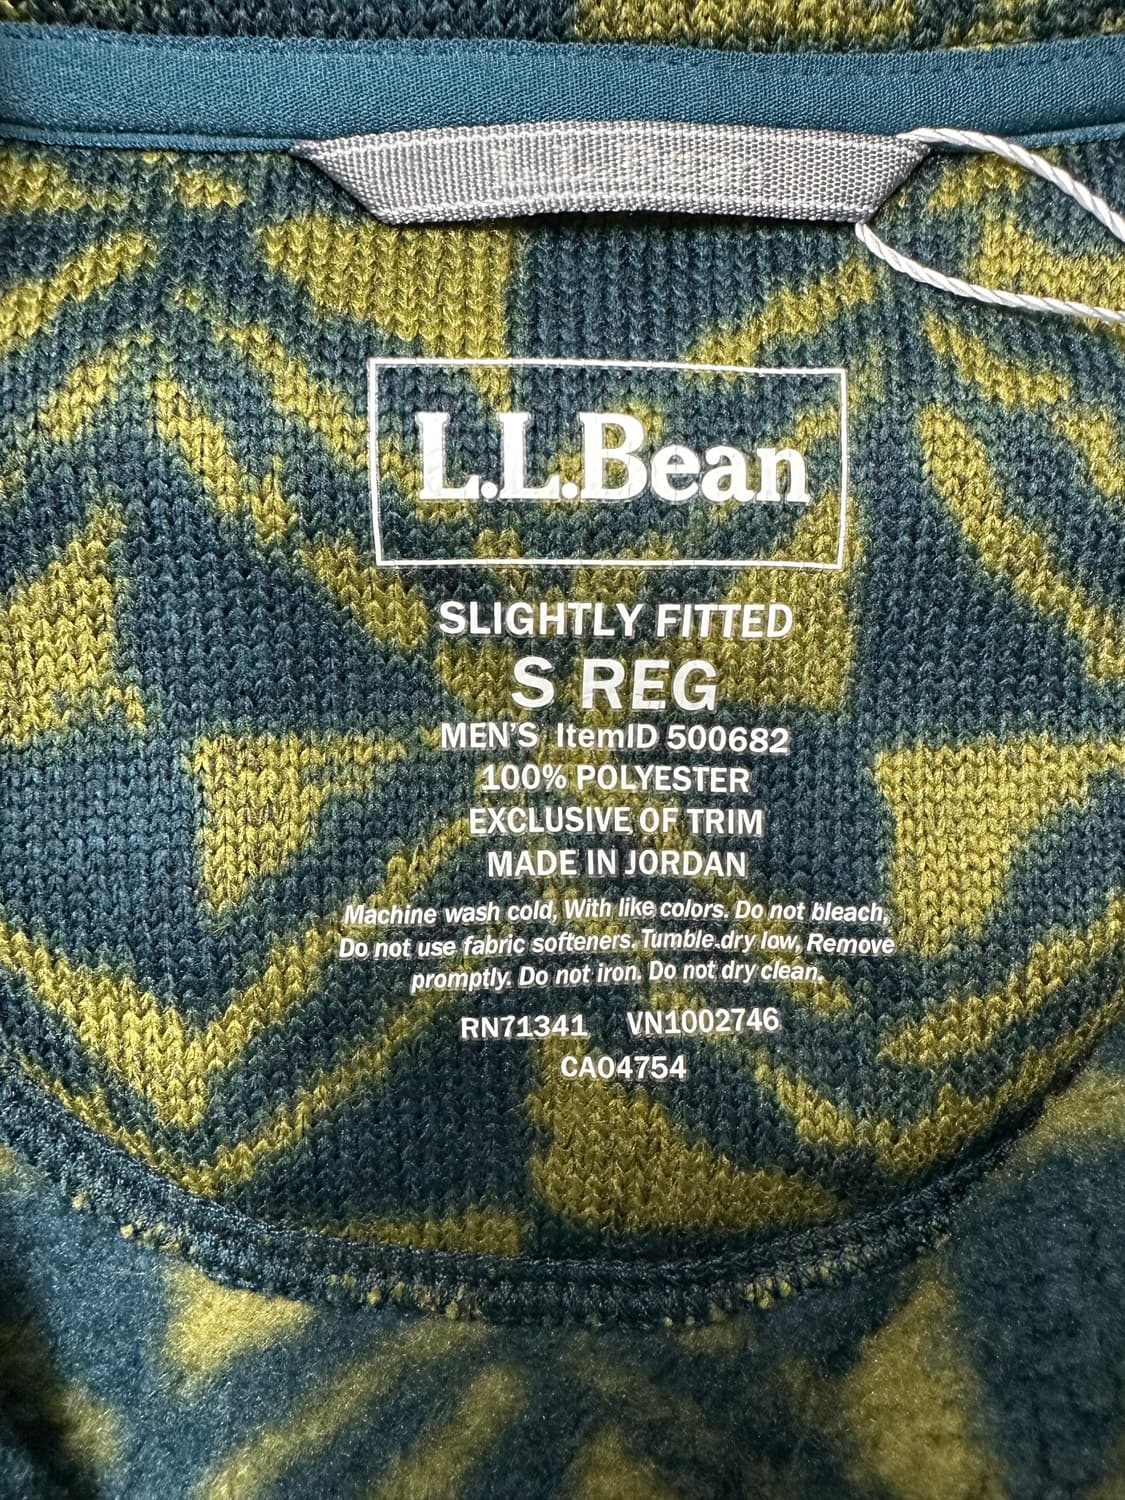 L.L.Bean
SLIGHTLY FITTED
S REG
MEN'S ItemID 500682
100% POLYESTER
EXCLUSIVE OF TRIM
MADE IN JORDAN
Machine wash cold, With like colors. Do not bleach,
Do not use fabric softeners. Tumble.dry low, Remove
promptly. Do not iron. Do not dry clean.
RN71341 VN1002746
CA04754